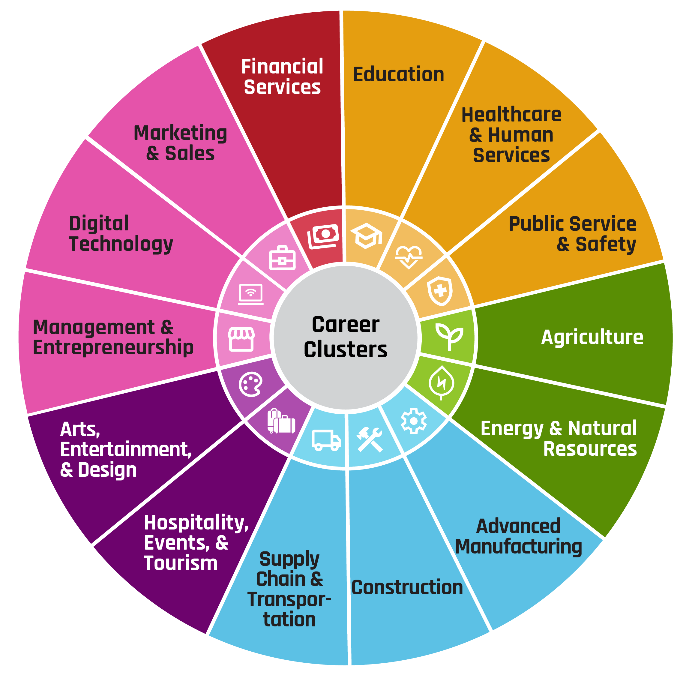 Financial
Services
Education
Healthcare
& Human
Services
Public Service
& Safety
Agriculture
Energy & Natural
Resources
Advanced
Manufacturing
Construction
Supply
Chain &
Transpor-
tation
Hospitality,
Events, &
Tourism
Arts,
Entertainment,
& Design
Management &
Entrepreneurship
Digital
Technology
Marketing
& Sales
Career
Clusters